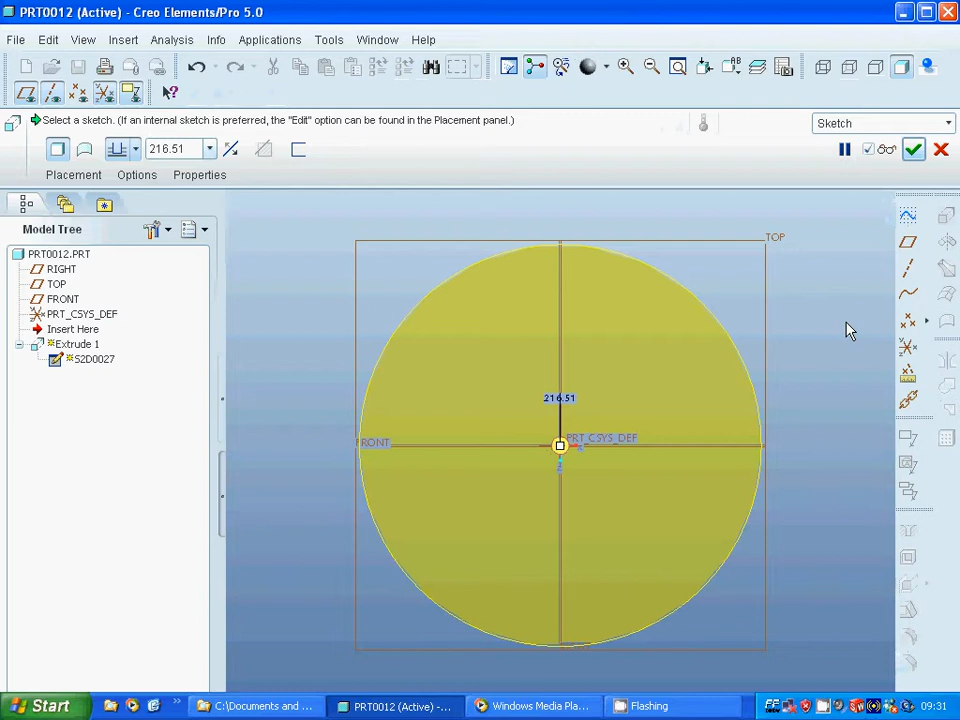 PRT0012 (Active) - Creo Elements/Pro 5.0
File Edit View Insert Analysis Info Applications Tools Window Help
Select a sketch. (If an internal sketch is preferred, the "Edit" option can be found in the Placement panel.)
Sketch
216.51
Placement Options Properties
Model Tree
PRT0012.PRT
RIGHT
TOP
FRONT
PRT_CSYS_DEF
Insert Here
Extrude 1
S2D0027
TOP
216.51
FRONT
PRT_CSYS_DEF
Start
C:\Documents and ...
PRT0012 (Active) -...
Windows Media Pla...
Flashing
09:31